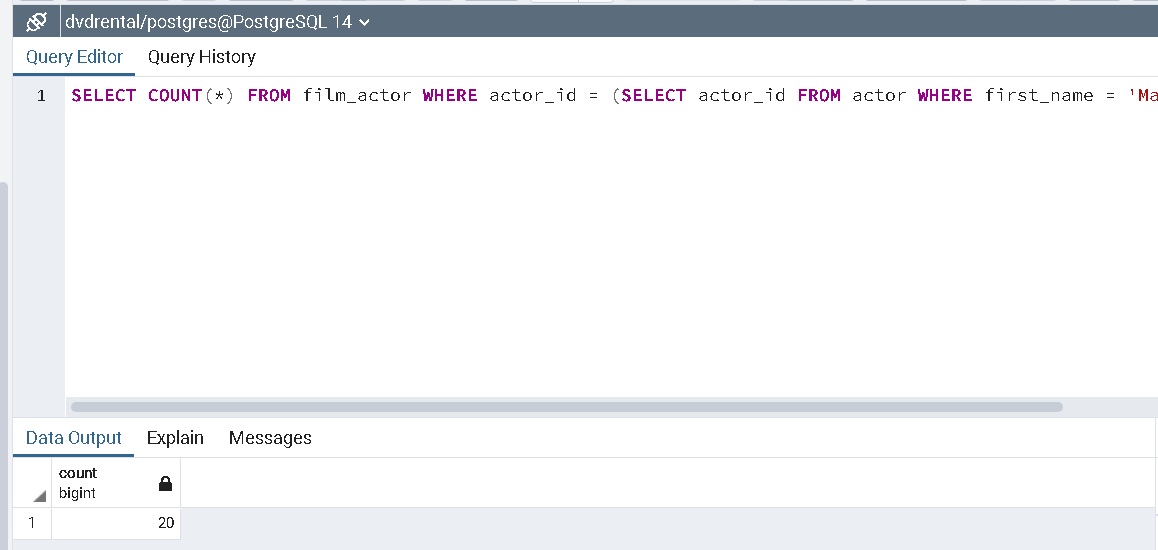 dvdrental/postgres@PostgreSQL 14
Query Editor Query History
1 SELECT COUNT(*) FROM film_actor WHERE actor_id = (SELECT actor_id FROM actor WHERE first_name = 'Ma
Data Output Explain Messages
count
bigint
1 20